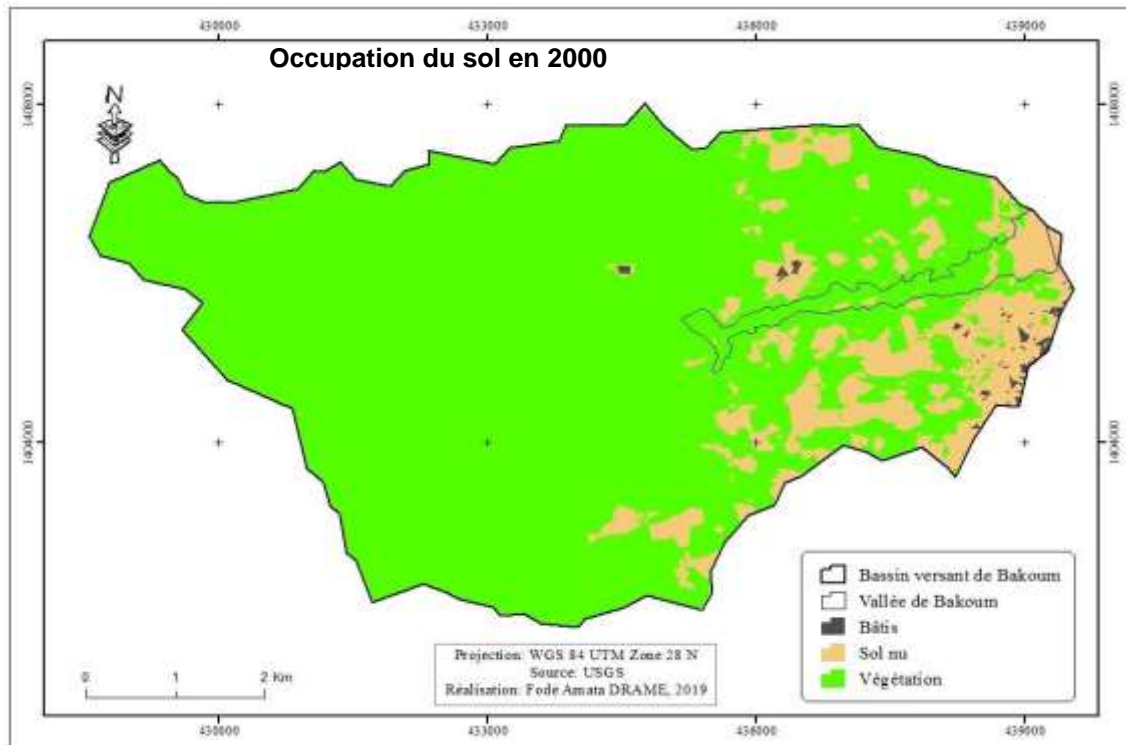 430000 433000 436000 439000
Occupation du sol en 2000
N
1408000 1408000
1404000 1404000
Bassin versant de Bakoum
Vallée de Bakoum
Bâtis
Sol nu
Végétation
Projection: WGS 84 UTM Zone 28 N
Source: USGS
Réalisation: Fode Amata DRAME, 2019
0 1 2 Km
430000 433000 436000 439000